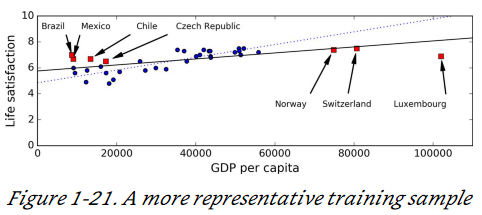 10
Brazil Mexico Chile Czech Republic
8
6
4
Norway Switzerland Luxembourg
2
0
0 20000 40000 60000 80000 100000
Life satisfaction
GDP per capita
Figure 1-21. A more representative training sample